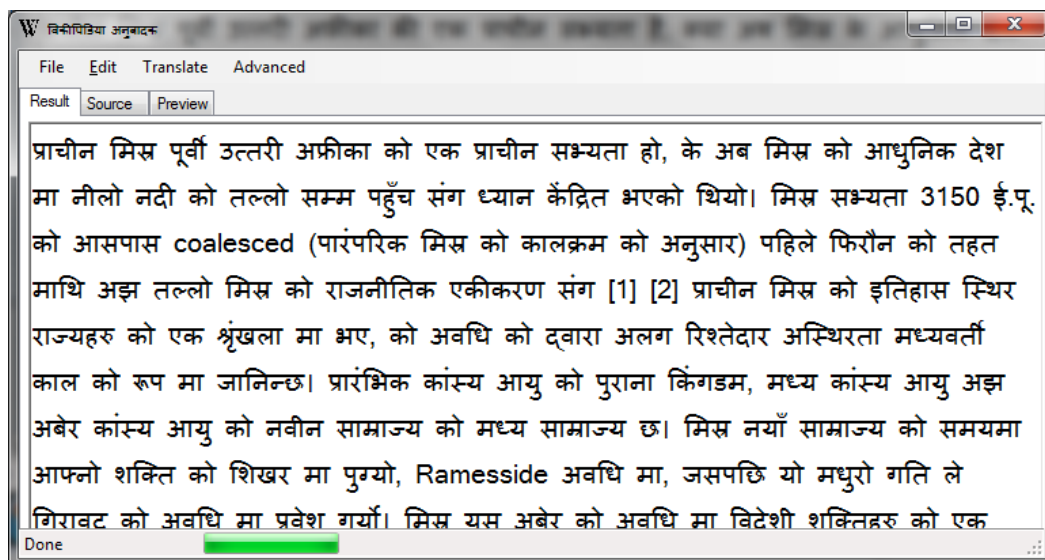 W विकीपिडिया अनुबादक
File Edit Translate Advanced
Result Source Preview
प्राचीन मिस्र पूर्वी उत्तरी अफ्रीका को एक प्राचीन सभ्यता हो, के अब मिस्र को आधुनिक देश
मा नीलो नदी को तल्लो सम्म पहुँच संग ध्यान केंद्रित भएको थियो। मिस्र सभ्यता 3150 ई.पू.
को आसपास coalesced (पारंपरिक मिस्र को कालक्रम को अनुसार) पहिले फिरौन को तहत
माथि अझ तल्लो मिस्र को राजनीतिक एकीकरण संग [1] [2] प्राचीन मिस्र को इतिहास स्थिर
राज्यहरु को एक श्रृंखला मा भए, को अवधि को द्वारा अलग रिश्तेदार अस्थिरता मध्यवर्ती
काल को रूप मा जानिन्छ। प्रारंभिक कांस्य आयु को पुराना किंगडम, मध्य कांस्य आयु अझ
अबेर कांस्य आयु को नवीन साम्राज्य को मध्य साम्राज्य छ। मिस्र नयाँ साम्राज्य को समयमा
आफ्नो शक्ति को शिखर मा पुग्यो, Ramesside अवधि मा, जसपछि यो मधुरो गति ले
गिरावट को अवधि मा प्रवेश गर्यो। मिस्र यस अबेर को अवधि मा विदेशी शक्तिहरु को एक
Done